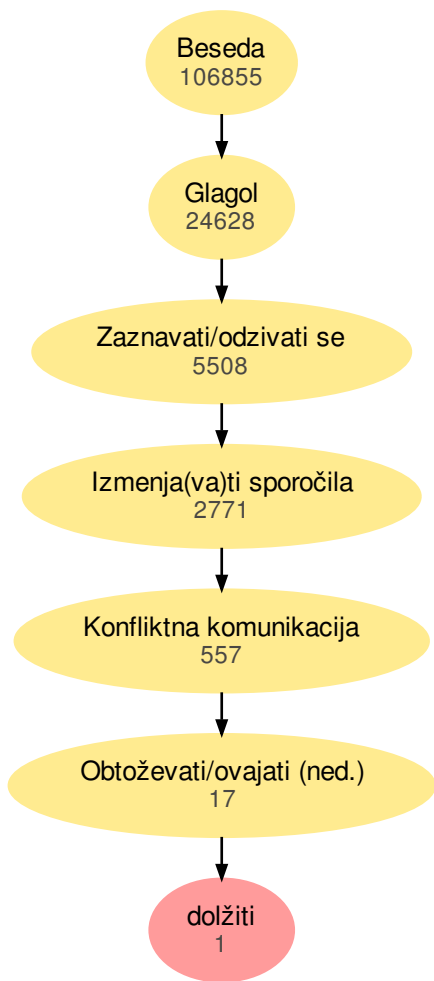 Beseda
106855
Glagol
24628
Zaznavati/odzivati se
5508
Izmenja(va)ti sporočila
2771
Konfliktna komunikacija
557
Obtoževati/ovajati (ned.)
17
dolžiti
1